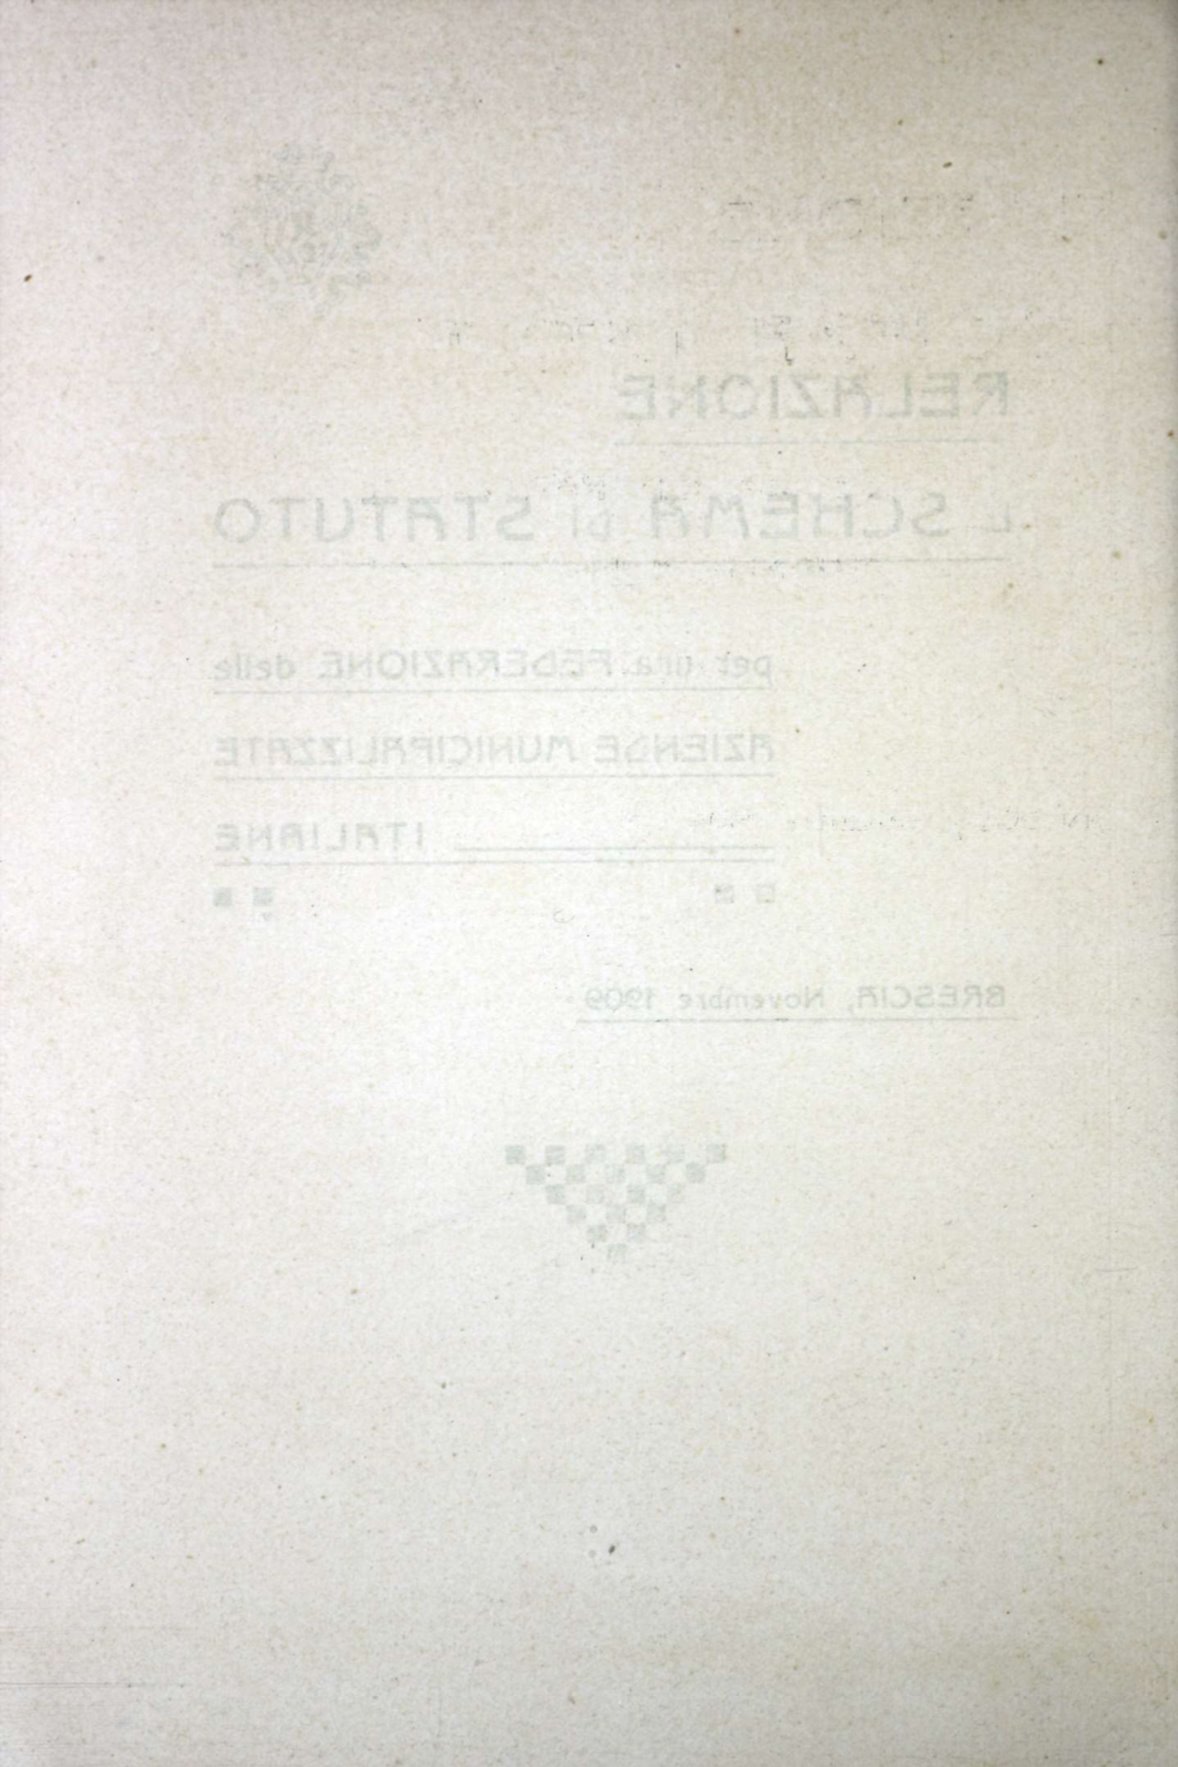 RELAZIONE
SCHEMA DI STATUTO
per una FEDERAZIONE delle
AZIENDE MUNICIPALIZZATE
ITALIANE
BRESCIA, Novembre 1909